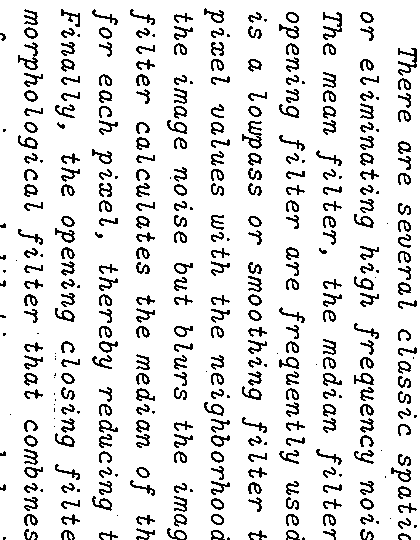 There are several classic spatia
or eliminating high frequency nois
The mean filter, the median filter
opening filter are frequently used
is a lowpass or smoothing filter t
pixel values with the neighborhood
the image noise but blurs the imag
filter calculates the median of th
for each pixel, thereby reducing t
Finally, the opening closing filte
morphological filter that combines